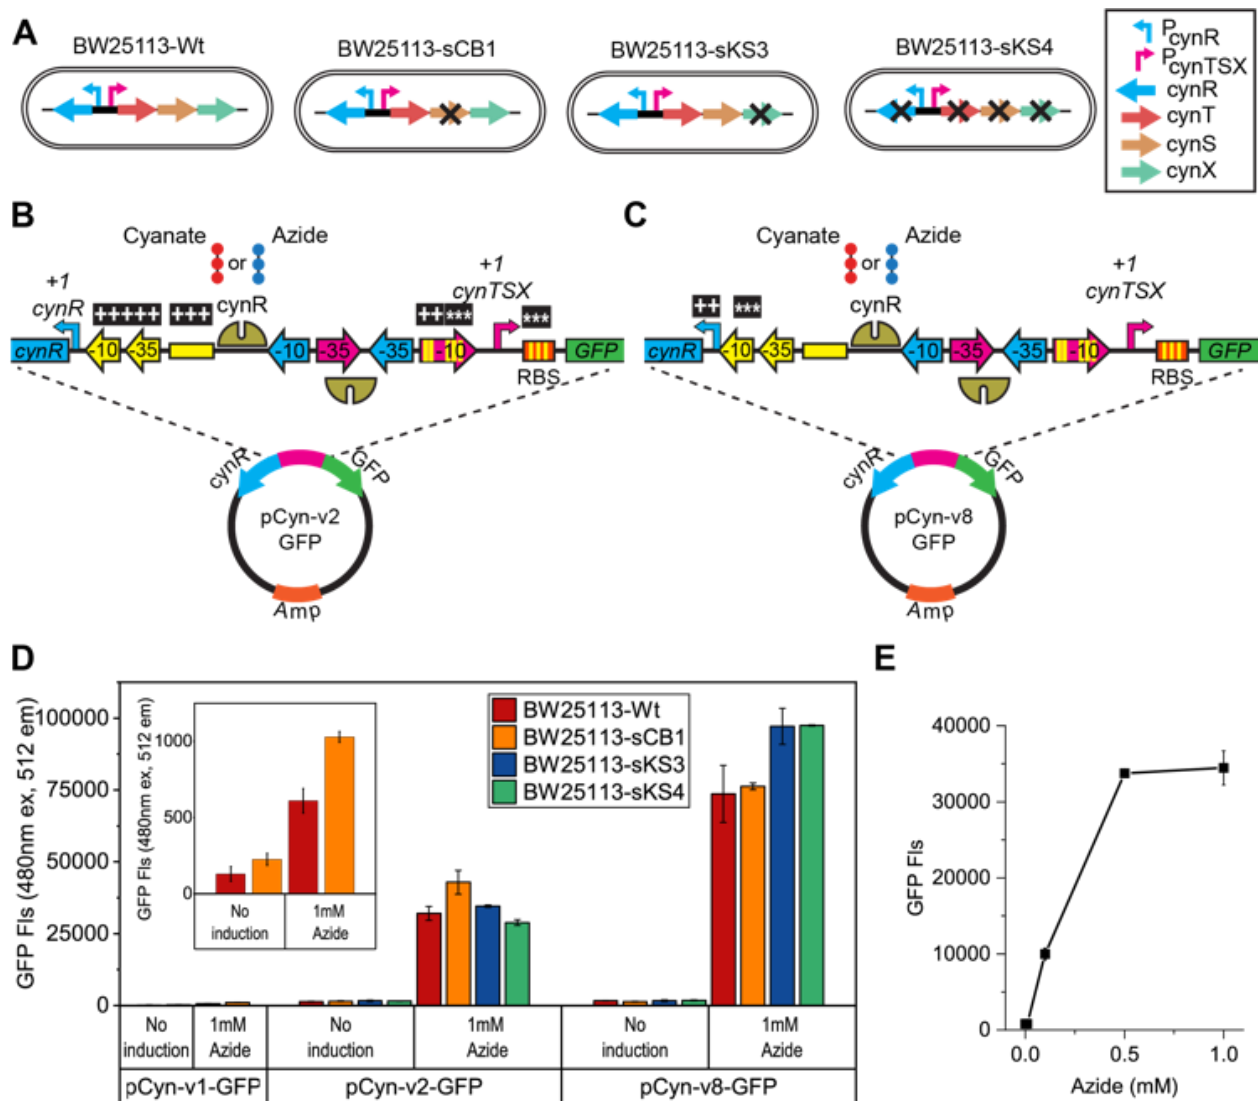 A
BW25113-Wt
BW25113-sCB1
BW25113-sKS3
BW25113-sKS4
PcynR
PcynTSX
cynR
cynT
cynS
cynX
B
Cyanate
or
Azide
+1
cynR
+++++
+++
cynR
++
***
+1
cynTSX
***
cynR
-10
-35
-10
-35
-35
-10
RBS
GFP
cynR
GFP
pCyn-v2
GFP
Amp
C
Cyanate
or
Azide
++
***
cynR
+1
cynTSX
cynR
-10
-35
-10
-35
-35
-10
RBS
GFP
cynR
GFP
pCyn-v8
GFP
Amp
D
GFP FIs (480nm ex, 512 em)
100000
75000
50000
25000
0
GFP FIs (480nm ex, 512 em)
1000
500
0
No
induction
1mM
Azide
BW25113-Wt
BW25113-sCB1
BW25113-sKS3
BW25113-sKS4
No
induction
1mM
Azide
No
induction
1mM
Azide
No
induction
1mM
Azide
pCyn-v1-GFP
pCyn-v2-GFP
pCyn-v8-GFP
E
GFP FIs
40000
30000
20000
10000
0
0.0
0.5
1.0
Azide (mM)